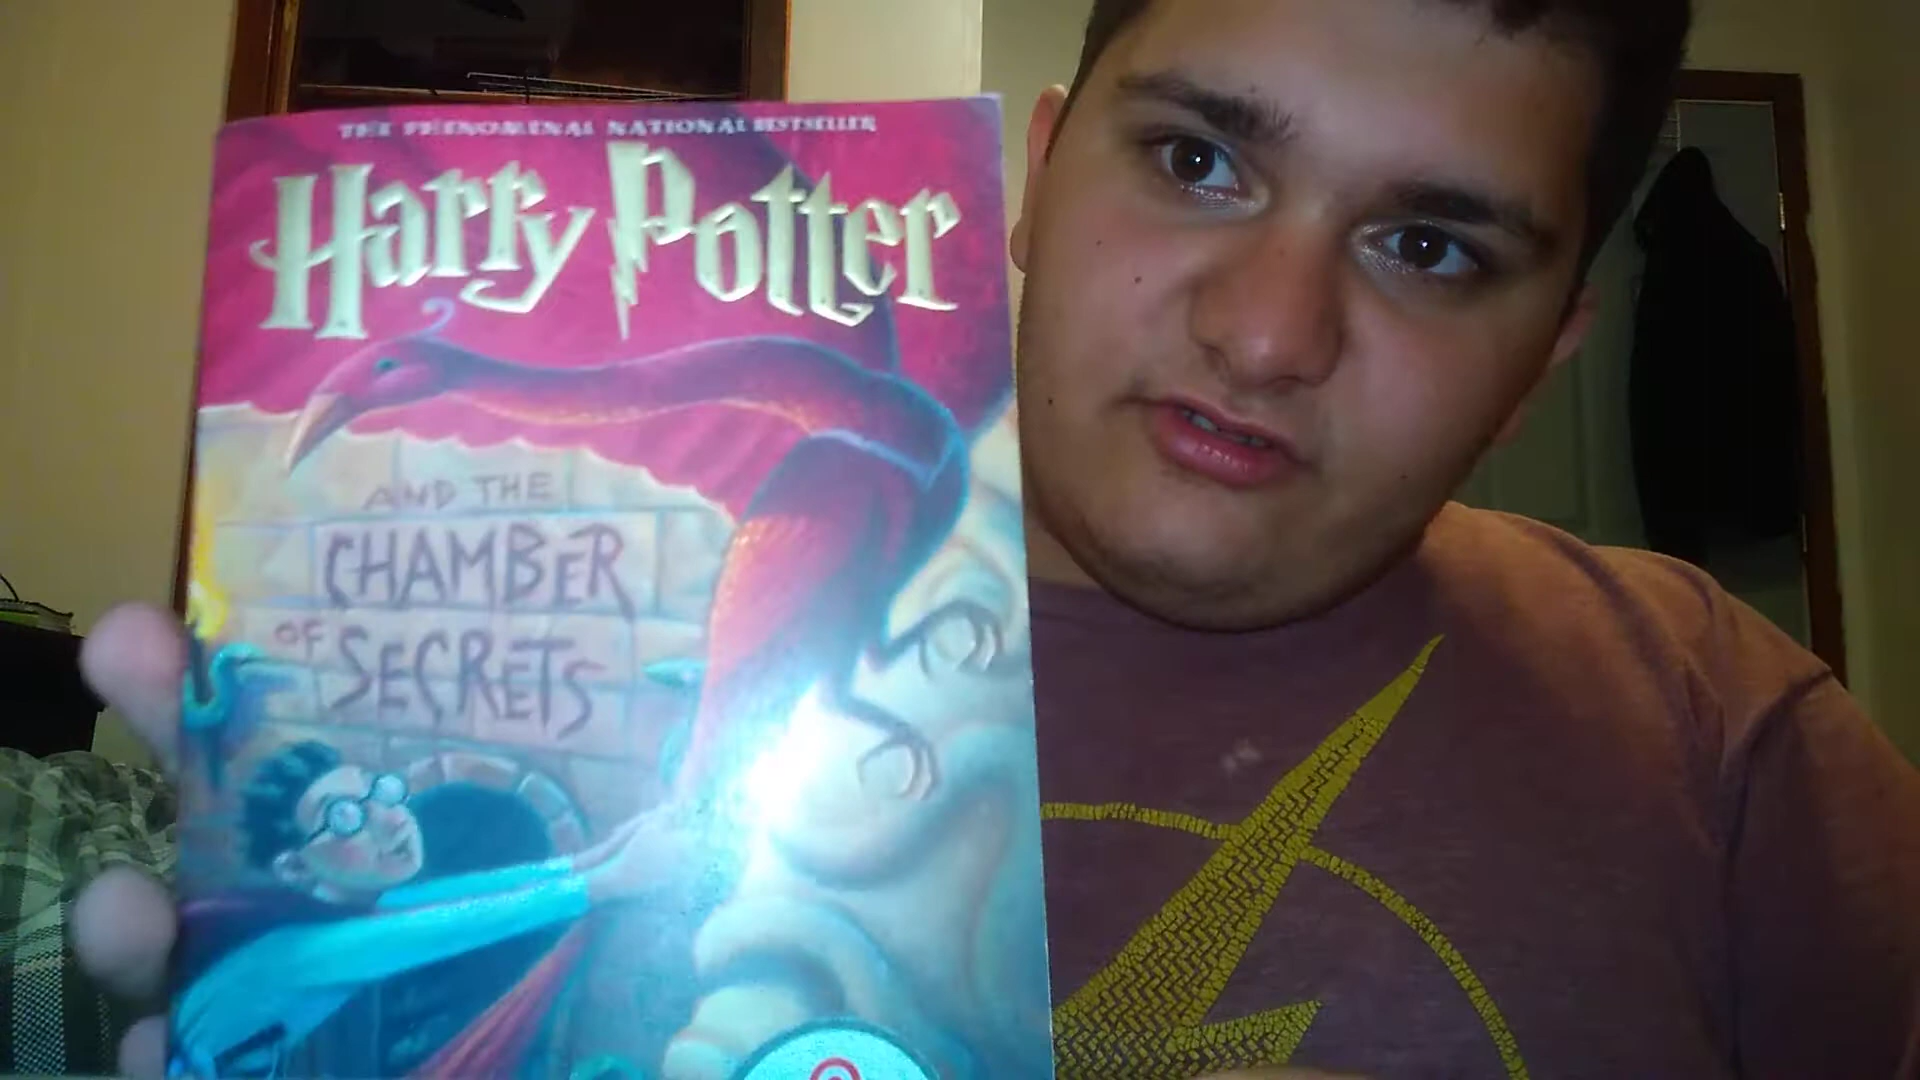 THE PHENOMENAL NATIONAL BESTSELLER
Harry Potter
AND THE
CHAMBER
OF SECRETS